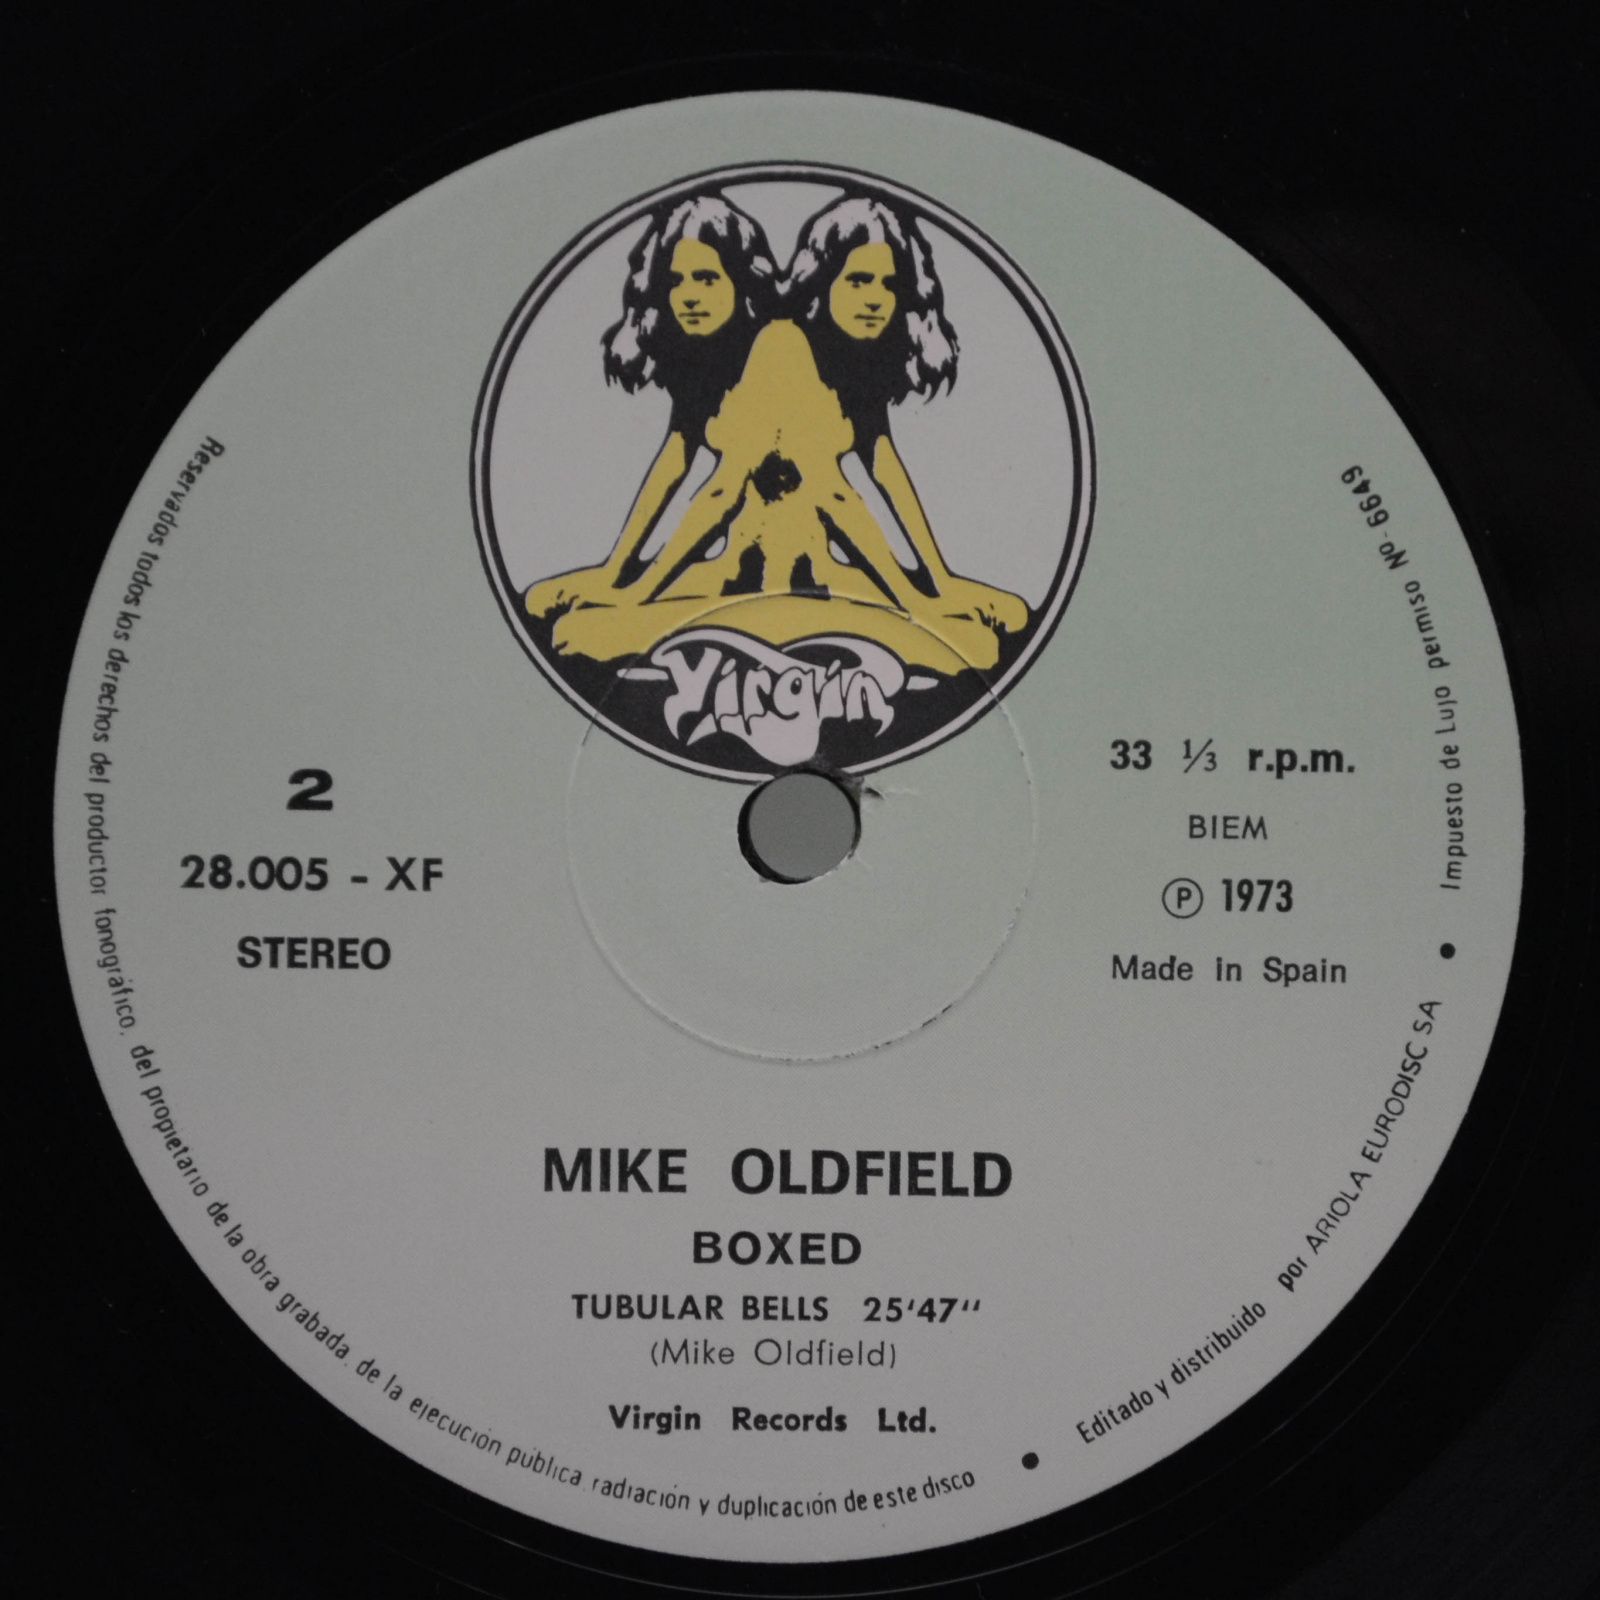 Virgin
2
28.005 - XF
STEREO
33 ⅓ r.p.m.
BIEM
Ⓟ 1973
Made in Spain
MIKE OLDFIELD
BOXED
TUBULAR BELLS 25'47"
(Mike Oldfield)
Virgin Records Ltd.
Reservados todos los derechos del productor fonográfico, del propietario de la obra grabada, de la ejecución pública, radiación y duplicación de este disco • Editado y distribuido por ARIOLA EURODISC SA • Impuesto de Lujo permiso Nº 6649